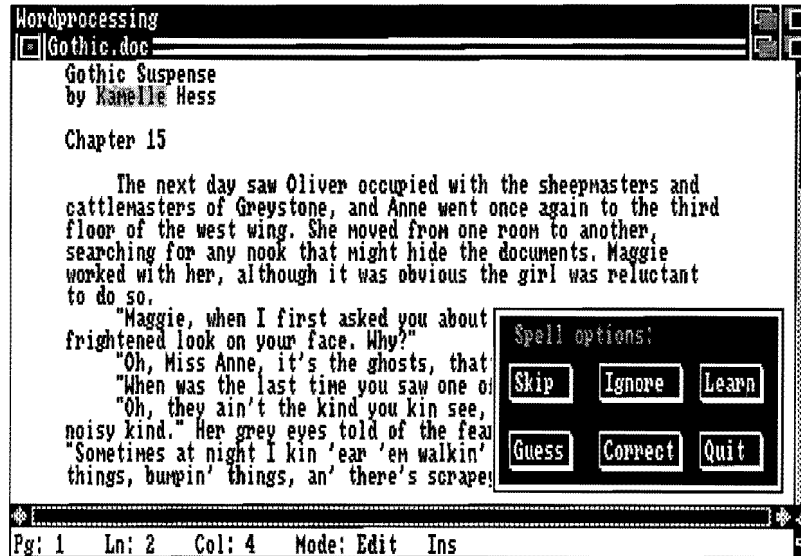 Wordprocessing
Gothic.doc
Gothic Suspense
by Kamelle Hess
Chapter 15
The next day saw Oliver occupied with the sheepmasters and
cattlemasters of Greystone, and Anne went once again to the third
floor of the west wing. She moved from one room to another,
searching for any nook that might hide the documents. Maggie
worked with her, although it was obvious the girl was reluctant
to do so.
"Maggie, when I first asked you about
frightened look on your face. Why?"
"Oh, Miss Anne, it's the ghosts, that
"When was the last time you saw one of
"Oh, they ain't the kind you kin see,
noisy kind." Her grey eyes told of the fear
"Sometimes at night I kin 'ear 'em walkin'
things, bumpin' things, an' there's scrape
Spell options:
Skip Ignore Learn
Guess Correct Quit
Pg: 1 Ln: 2 Col: 4 Mode: Edit Ins